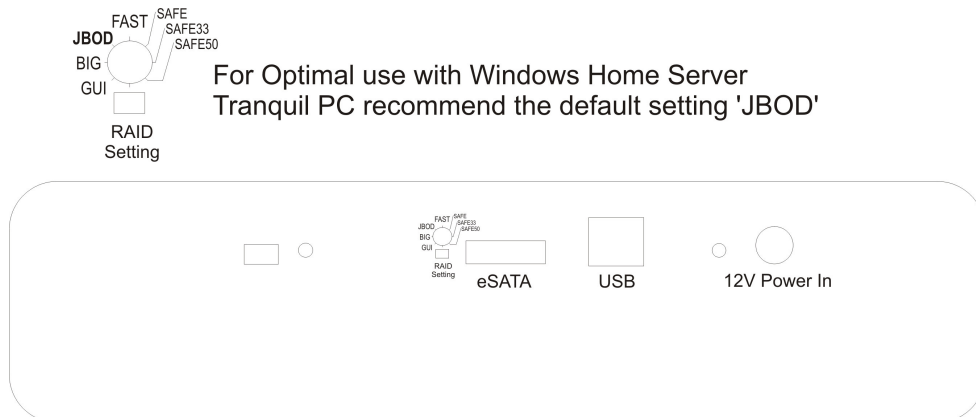 FAST
SAFE
SAFE33
SAFE50
JBOD
BIG
GUI
RAID
Setting
For Optimal use with Windows Home Server
Tranquil PC recommend the default setting 'JBOD'
FAST
SAFE
SAFE33
SAFE50
JBOD
BIG
GUI
RAID
Setting
eSATA
USB
12V Power In